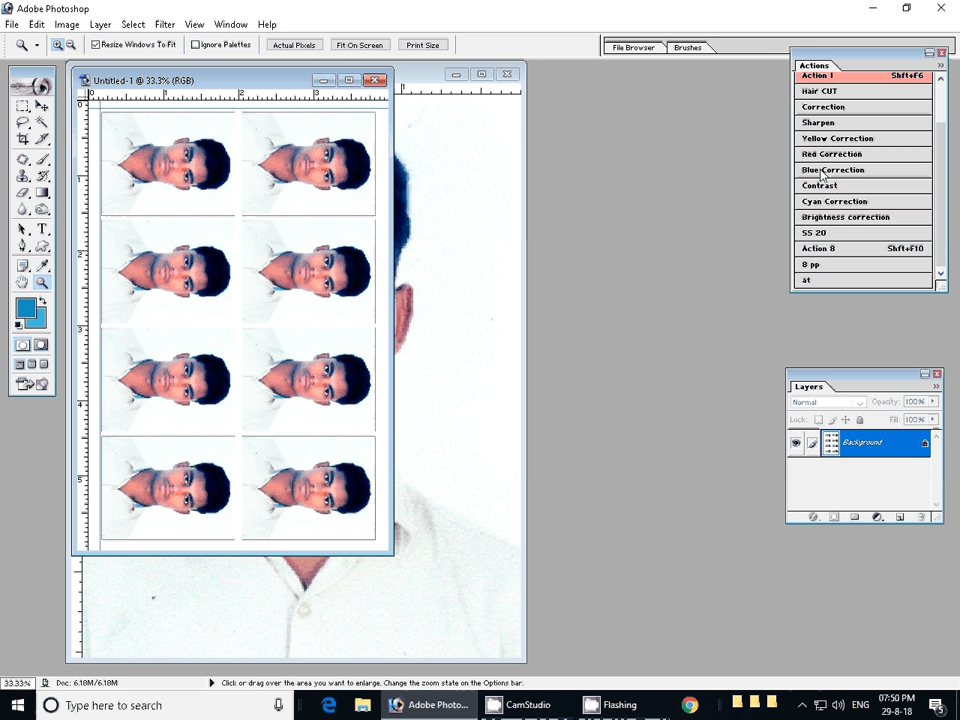 Adobe Photoshop
File Edit Image Layer Select Filter View Window Help
Resize Windows To Fit Ignore Palettes Actual Pixels Fit On Screen Print Size File Browser Brushes
Untitled-1 @ 33.3% (RGB)
Actions
Action 1 Shft+F6
Hair CUT
Correction
Sharpen
Yellow Correction
Red Correction
Blue Correction
Contrast
Cyan Correction
Brightness correction
SS 20
Action 8 Shft+F10
8 pp
at
Layers
Normal Opacity: 100%
Lock: Fill: 100%
Background
33.33% Doc: 6.18M/6.18M Click or drag over the area you want to enlarge. Change the zoom state on the Options bar.
Type here to search
Adobe Photo... CamStudio Flashing
ENG
07:50 PM
29-8-18
5